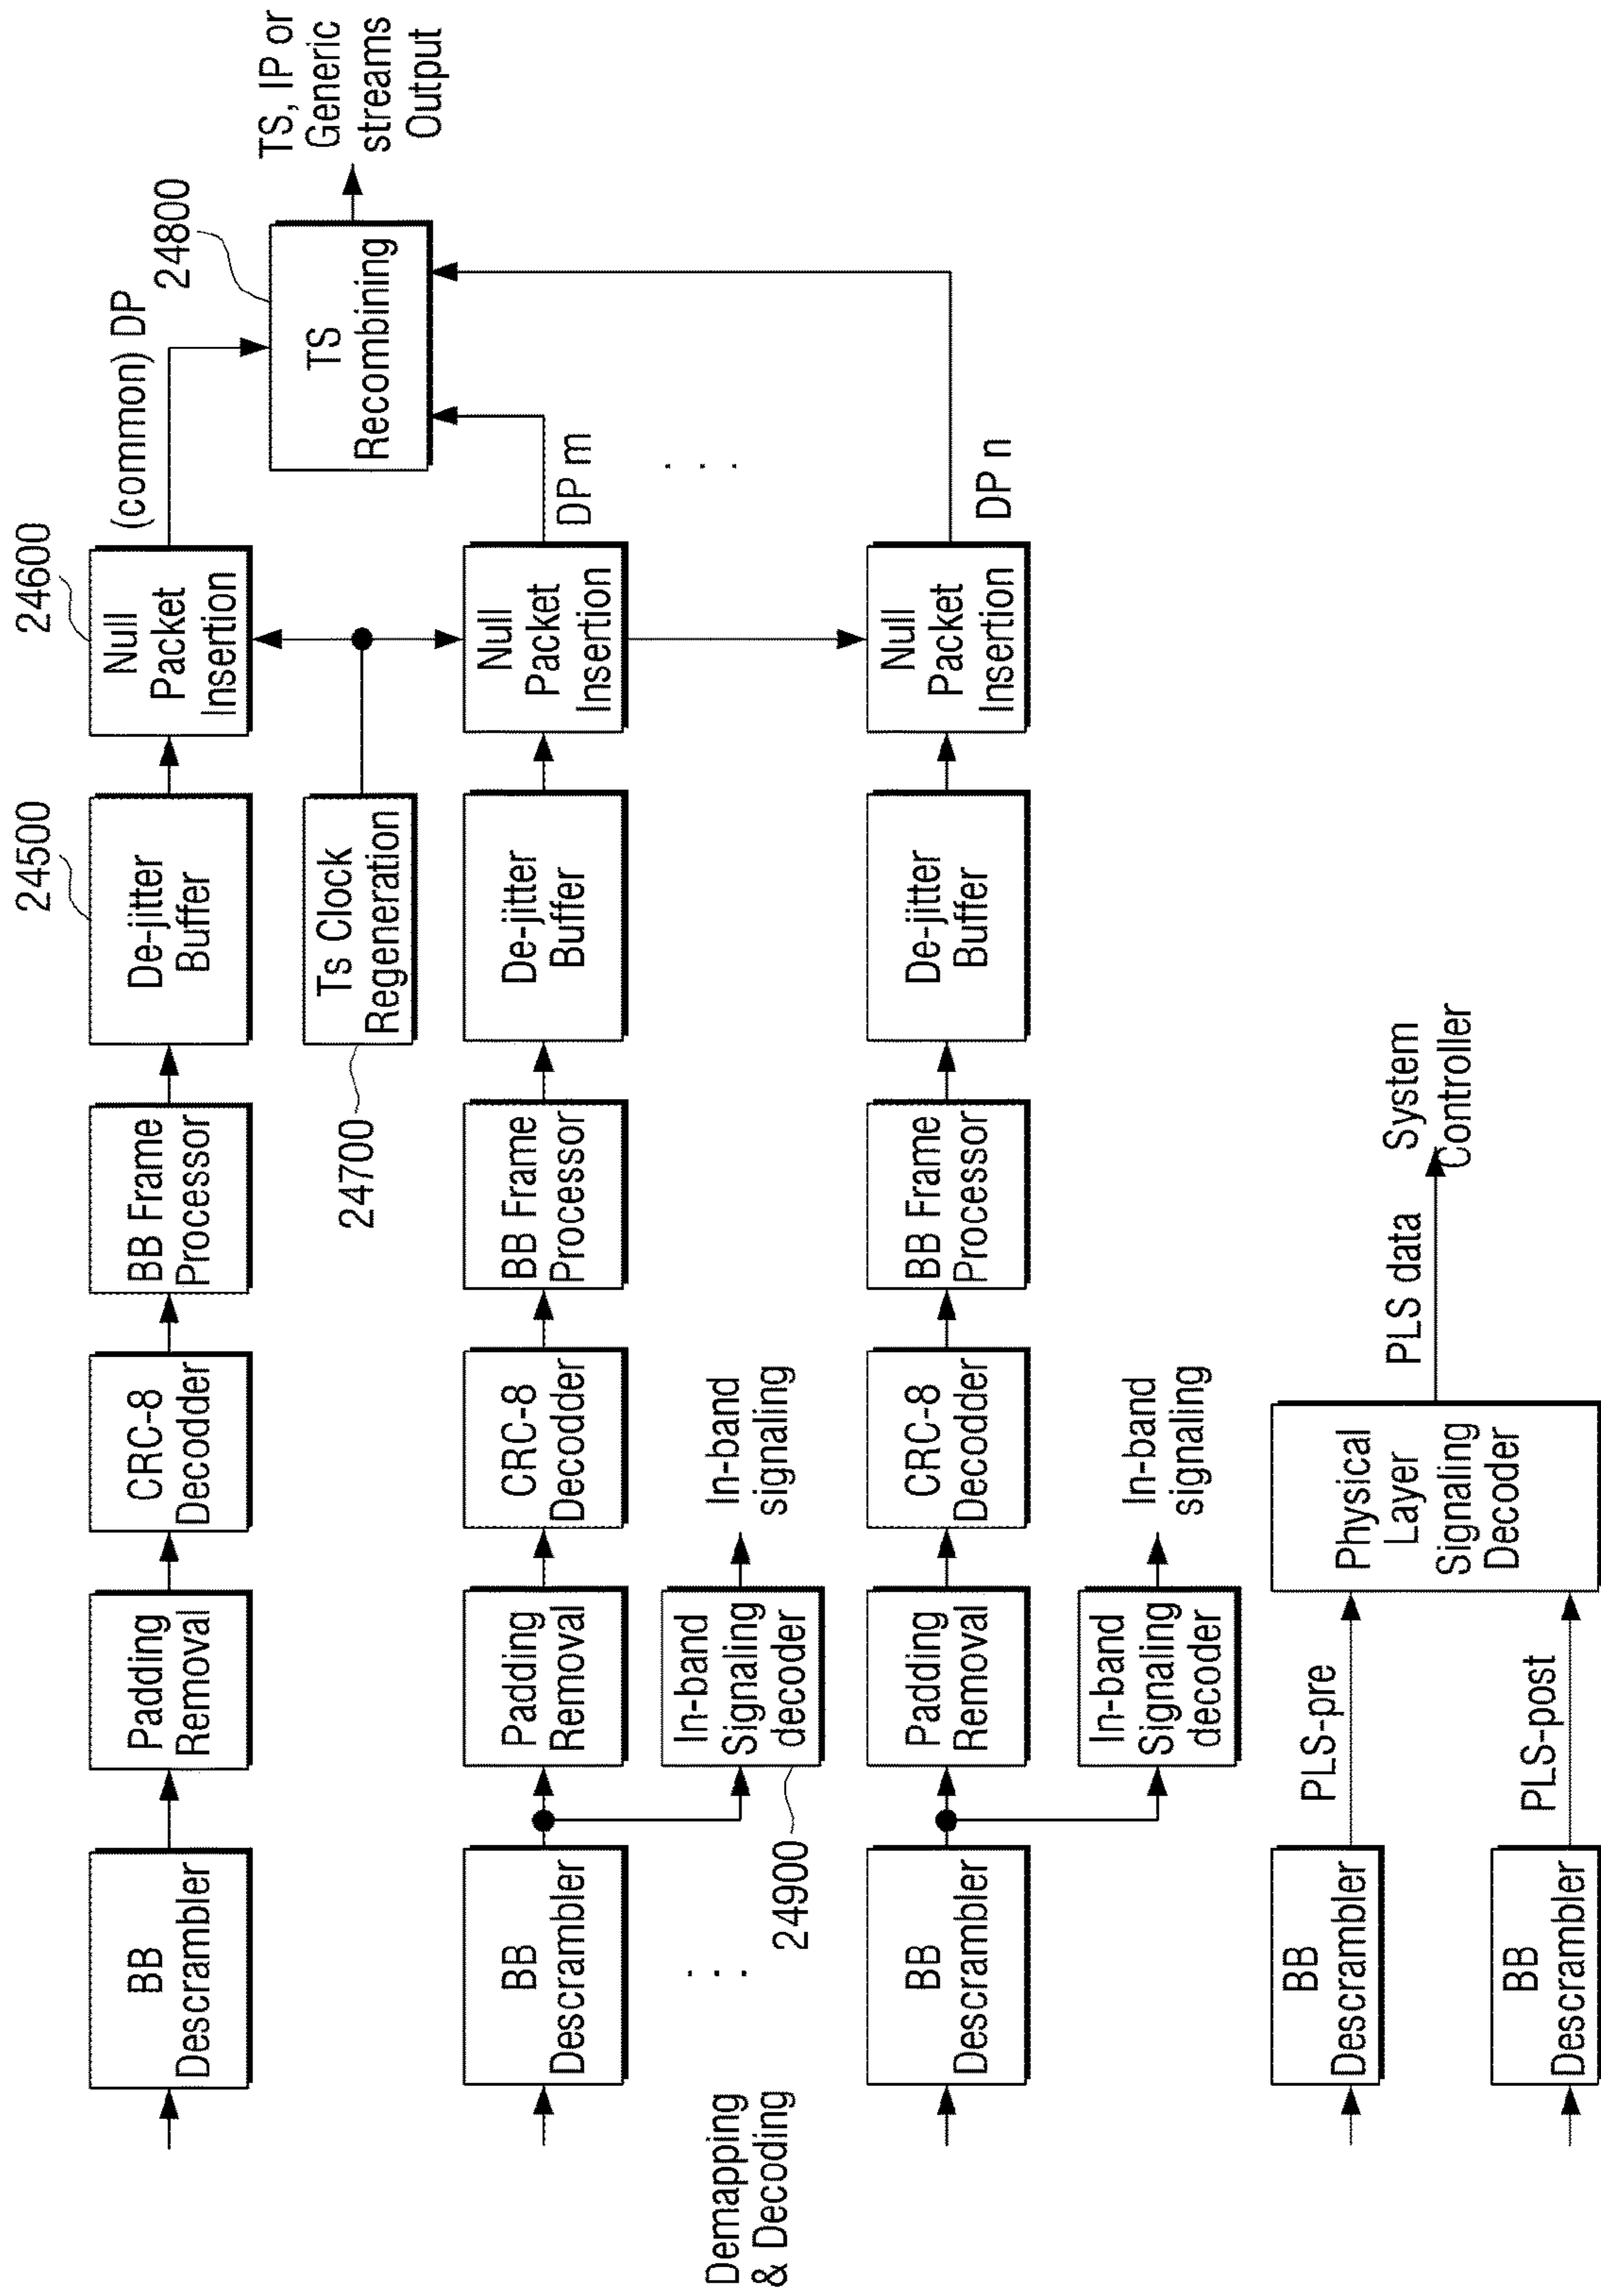 BB
Descrambler
Padding
Removal
CRC-8
Decodder
BB Frame
Processor
24500
De-jitter
Buffer
24600
Null
Packet
Insertion
(common) DP
24800
TS
Recombining
TS, IP or
Generic
streams
Output
24700
Ts Clock
Regeneration
BB
Descrambler
Padding
Removal
CRC-8
Decodder
BB Frame
Processor
De-jitter
Buffer
Null
Packet
Insertion
DP m
24900
In-band
Signaling
decoder
In-band
signaling
. . .
. . .
Demapping
& Decoding
BB
Descrambler
Padding
Removal
CRC-8
Decodder
BB Frame
Processor
De-jitter
Buffer
Null
Packet
Insertion
DP n
In-band
Signaling
decoder
In-band
signaling
BB
Descrambler
PLS-pre
Physical
Layer
Signaling
Decoder
PLS data
System
Controller
BB
Descrambler
PLS-post